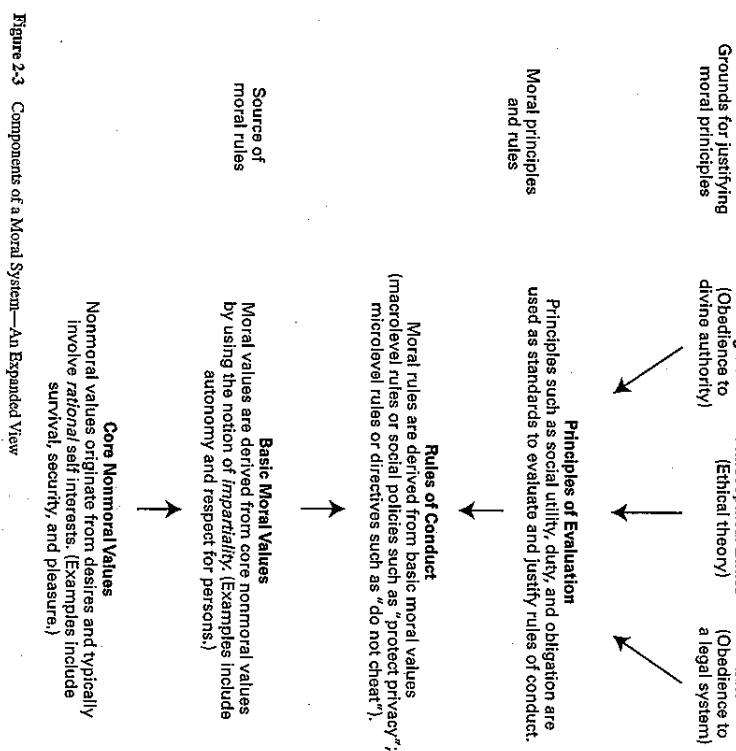 Grounds for justifying
moral priniciples
(Obedience to
divine authority)
(Ethical theory)
(Obedience to
a legal system)
Moral principles
and rules
Principles of Evaluation
Principles such as social utility, duty, and obligation are
used as standards to evaluate and justify rules of conduct.
Rules of Conduct
Moral rules are derived from basic moral values
(macrolevel rules or social policies such as "protect privacy";
microlevel rules or directives such as "do not cheat").
Source of
moral rules
Basic Moral Values
Moral values are derived from core nonmoral values
by using the notion of impartiality. (Examples include
autonomy and respect for persons.)
Core Nonmoral Values
Nonmoral values originate from desires and typically
involve rational self interests. (Examples include
survival, security, and pleasure.)
Figure 2-3 Components of a Moral System—An Expanded View